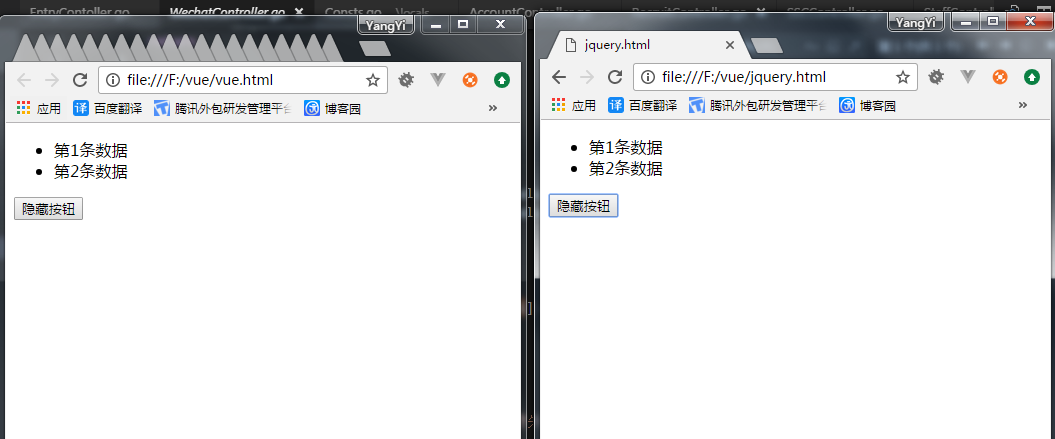 EntryController.go WechatController.go Consts.go Vocals AccountController.go
YangYi
file:///F:/vue/vue.html
应用 百度翻译 腾讯外包研发管理平台 博客园 »
第1条数据
第2条数据
隐藏按钮
YangYi
jquery.html
file:///F:/vue/jquery.html
应用 百度翻译 腾讯外包研发管理平台 博客园 »
第1条数据
第2条数据
隐藏按钮